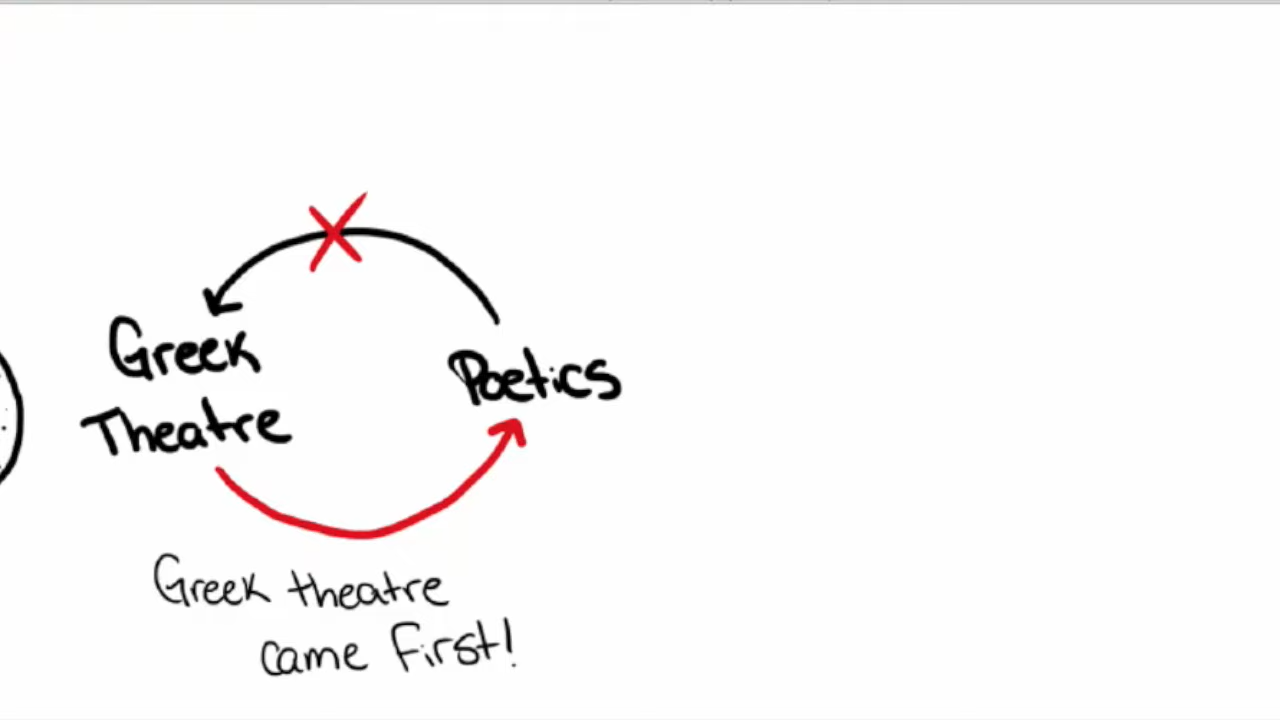 Greek
Theatre
Poetics
Greek theatre
came first!